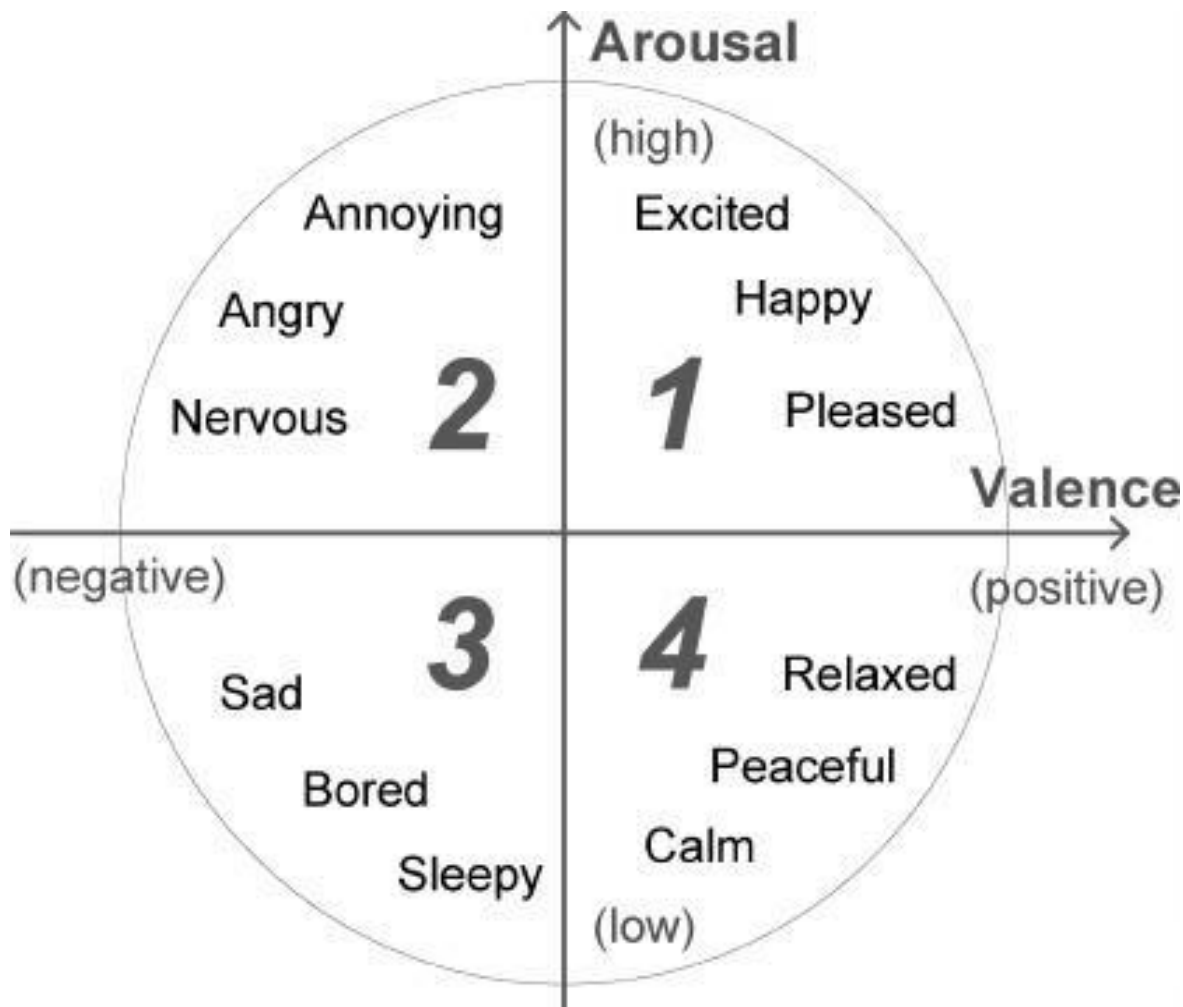 Arousal
(high)
Annoying
Excited
Happy
Angry
2
1
Nervous
Pleased
Valence
(negative)
(positive)
3
4
Sad
Relaxed
Bored
Peaceful
Sleepy
Calm
(low)